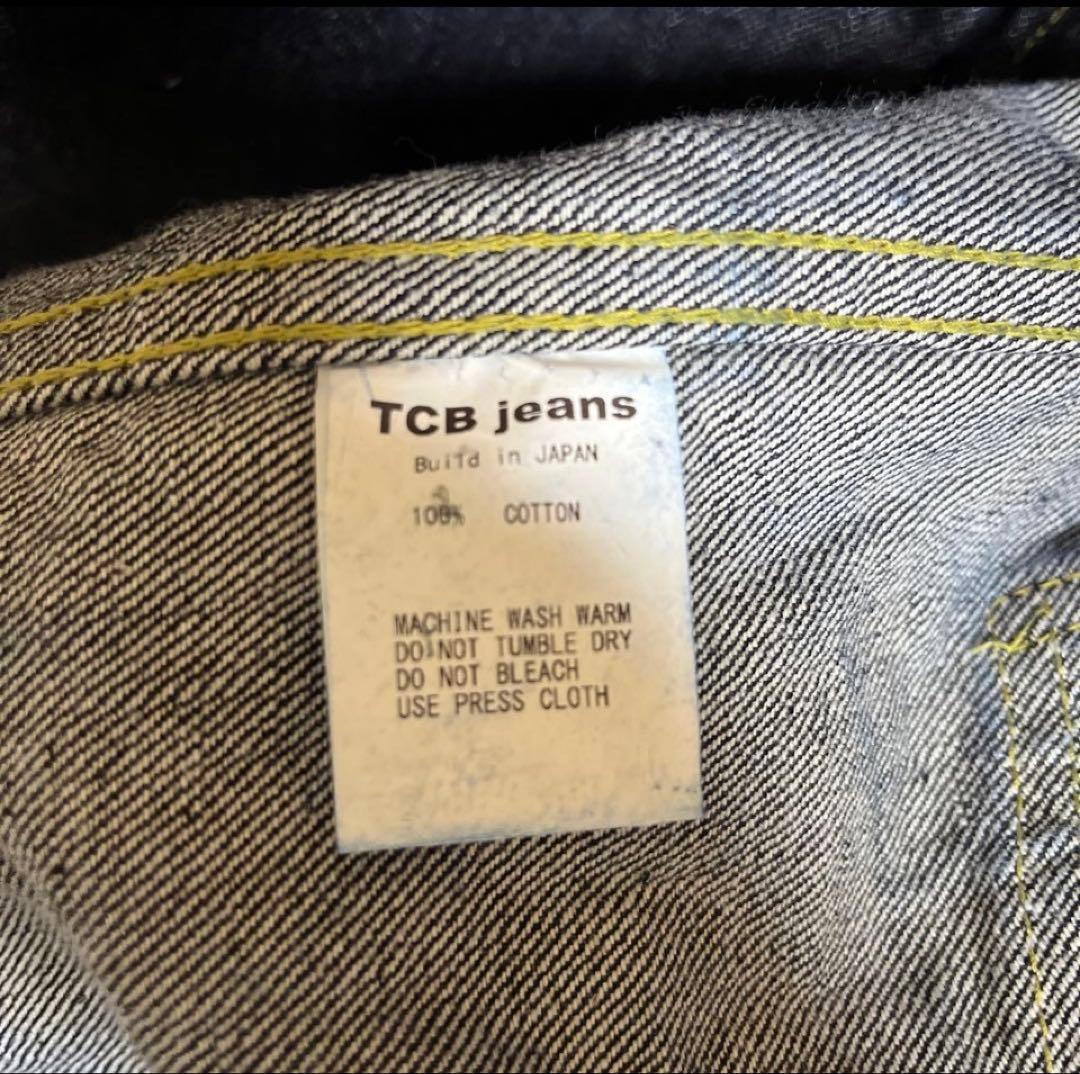 TCB jeans
Build in JAPAN
100% COTTON
MACHINE WASH WARM
DO NOT TUMBLE DRY
DO NOT BLEACH
USE PRESS CLOTH